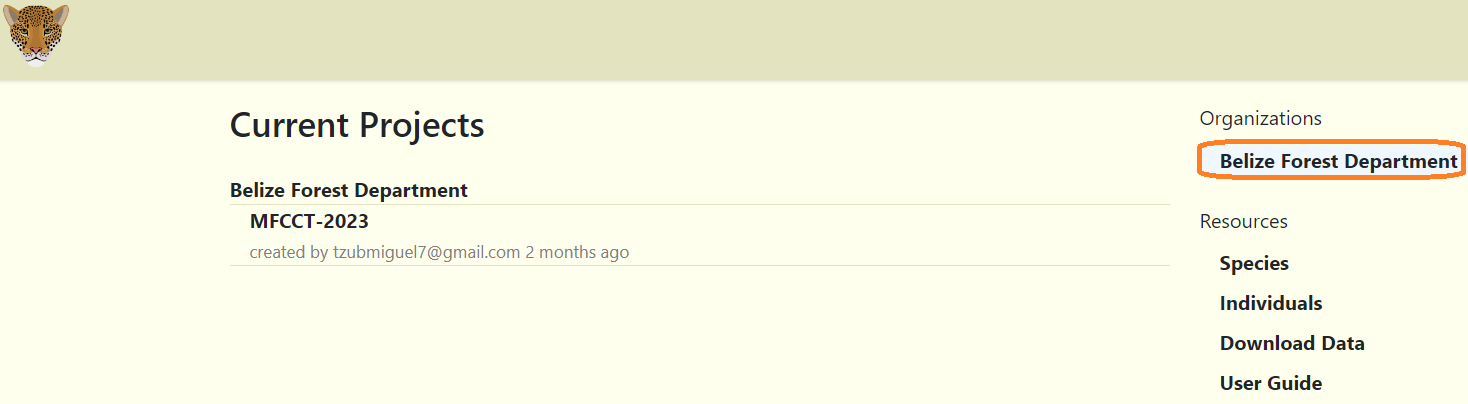 Current Projects
Belize Forest Department
MFCCT-2023
created by tzubmiguel7@gmail.com 2 months ago
Organizations
Belize Forest Department
Resources
Species
Individuals
Download Data
User Guide